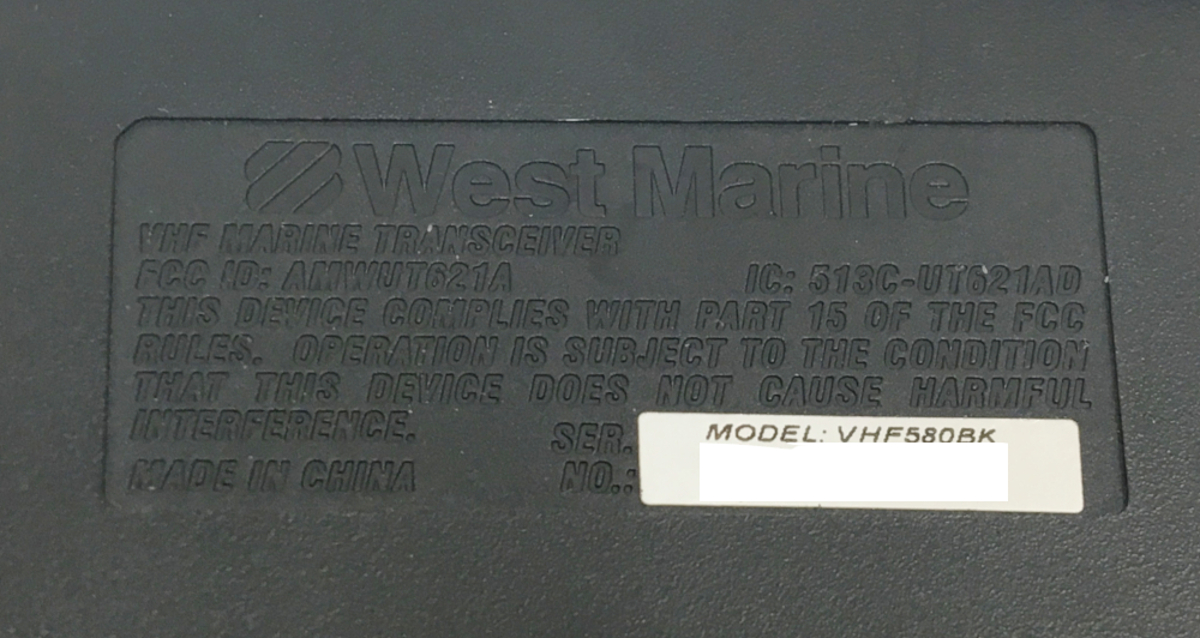 West Marine
VHF MARINE TRANSCEIVER
FCC ID: AMWUT621A IC: 513C-UT621AD
THIS DEVICE COMPLIES WITH PART 15 OF THE FCC
RULES. OPERATION IS SUBJECT TO THE CONDITION
THAT THIS DEVICE DOES NOT CAUSE HARMFUL
INTERFERENCE.
MADE IN CHINA
SER.
NO.:
MODEL: VHF580BK